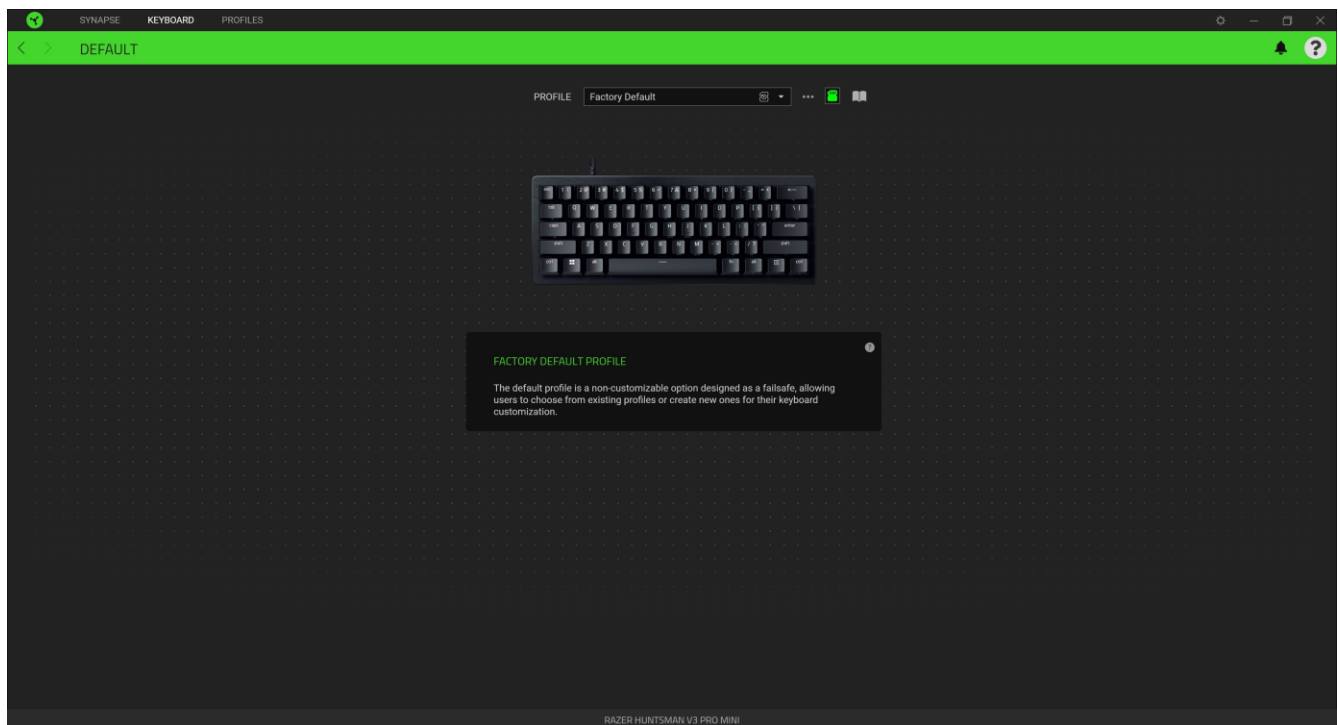 SYNAPSE KEYBOARD PROFILES
DEFAULT
?
PROFILE Factory Default
FACTORY DEFAULT PROFILE
?
The default profile is a non-customizable option designed as a failsafe, allowing
users to choose from existing profiles or create new ones for their keyboard
customization.
RAZER HUNTSMAN V3 PRO MINI